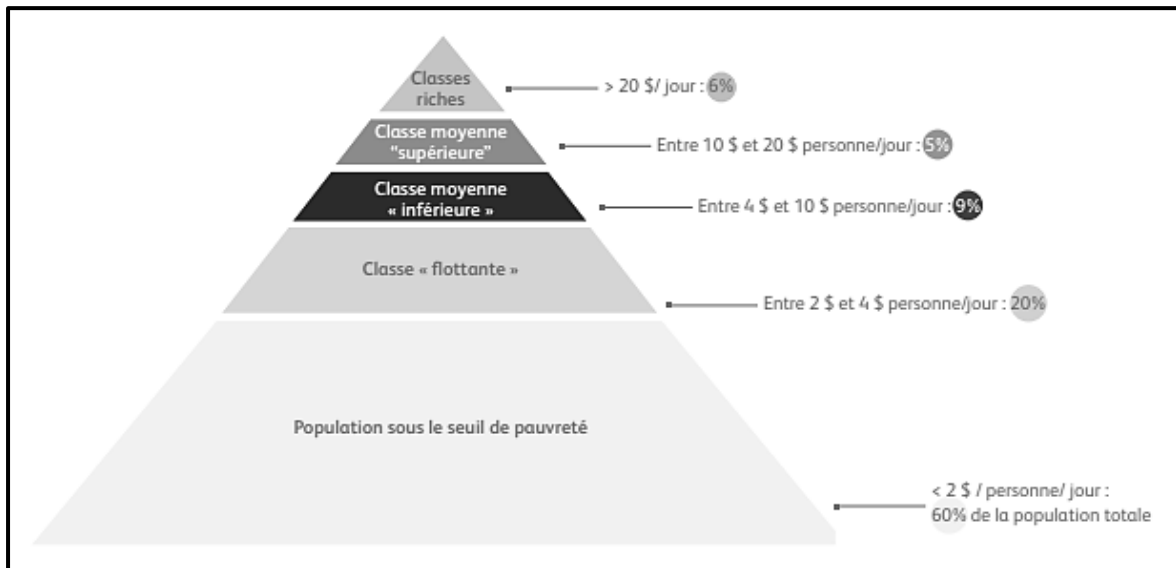 Classes
riches
> 20 $/ jour : 6%
Classe moyenne
"supérieure"
Entre 10 $ et 20 $ personne/jour : 5%
Classe moyenne
« inférieure »
Entre 4 $ et 10 $ personne/jour : 9%
Classe « flottante »
Entre 2 $ et 4 $ personne/jour : 20%
Population sous le seuil de pauvreté
< 2 $ / personne/ jour :
60% de la population totale